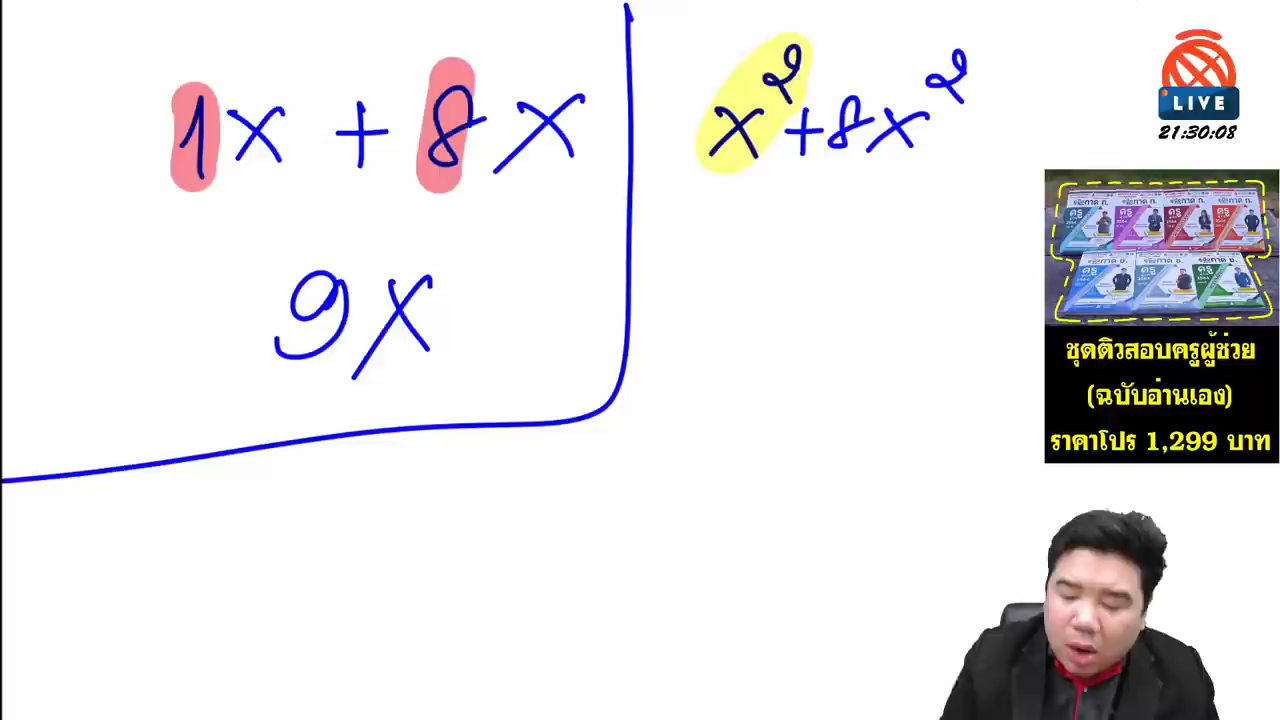 1x + 8x
9x
x² + 8x²
LIVE
21:30:08
ชุดติวสอบครูผู้ช่วย
(ฉบับอ่านเอง)
ราคาโปร 1,299 บาท